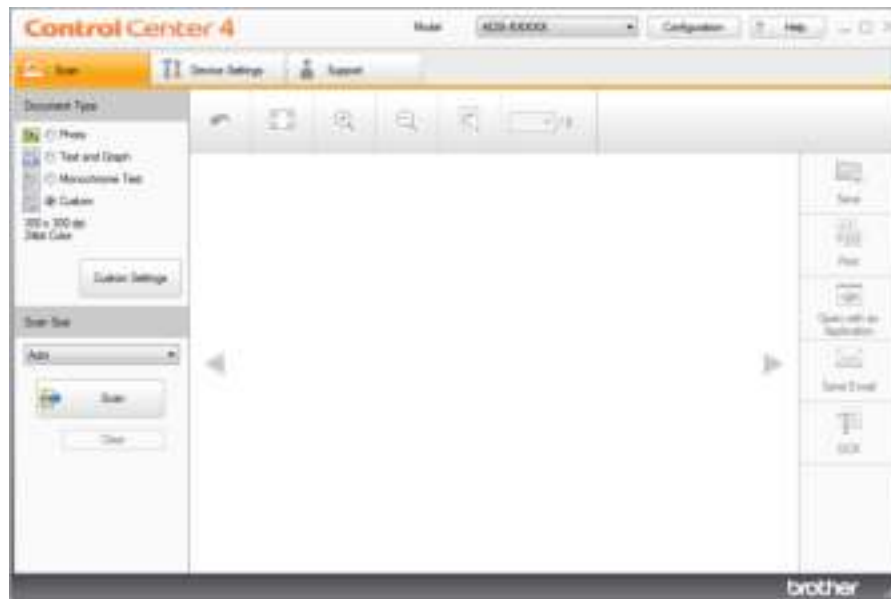 Control Center 4
Model
ADS-XXXXX
Configuration
? Help
Scan
Device Settings
Support
Document Type
Photo
Text and Graph
Monochrome Text
Custom
300 x 300 dpi
24bit Color
Custom Settings
Scan Size
Auto
Scan
Clear
Save
Print
Open with an
Application
Send E-mail
OCR
brother